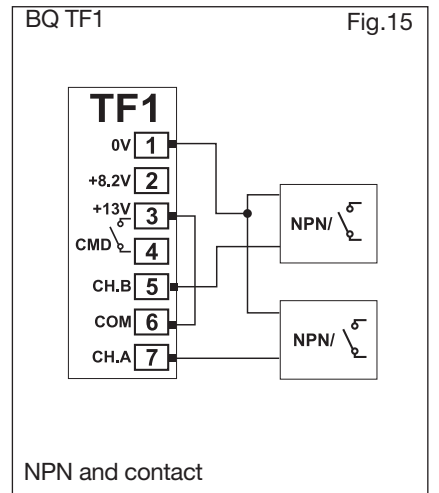 BQ TF1 Fig.15
TF1
0V 1
+8.2V 2
+13V 3
CMD 4
CH.B 5
COM 6
CH.A 7
NPN/
NPN/
NPN and contact